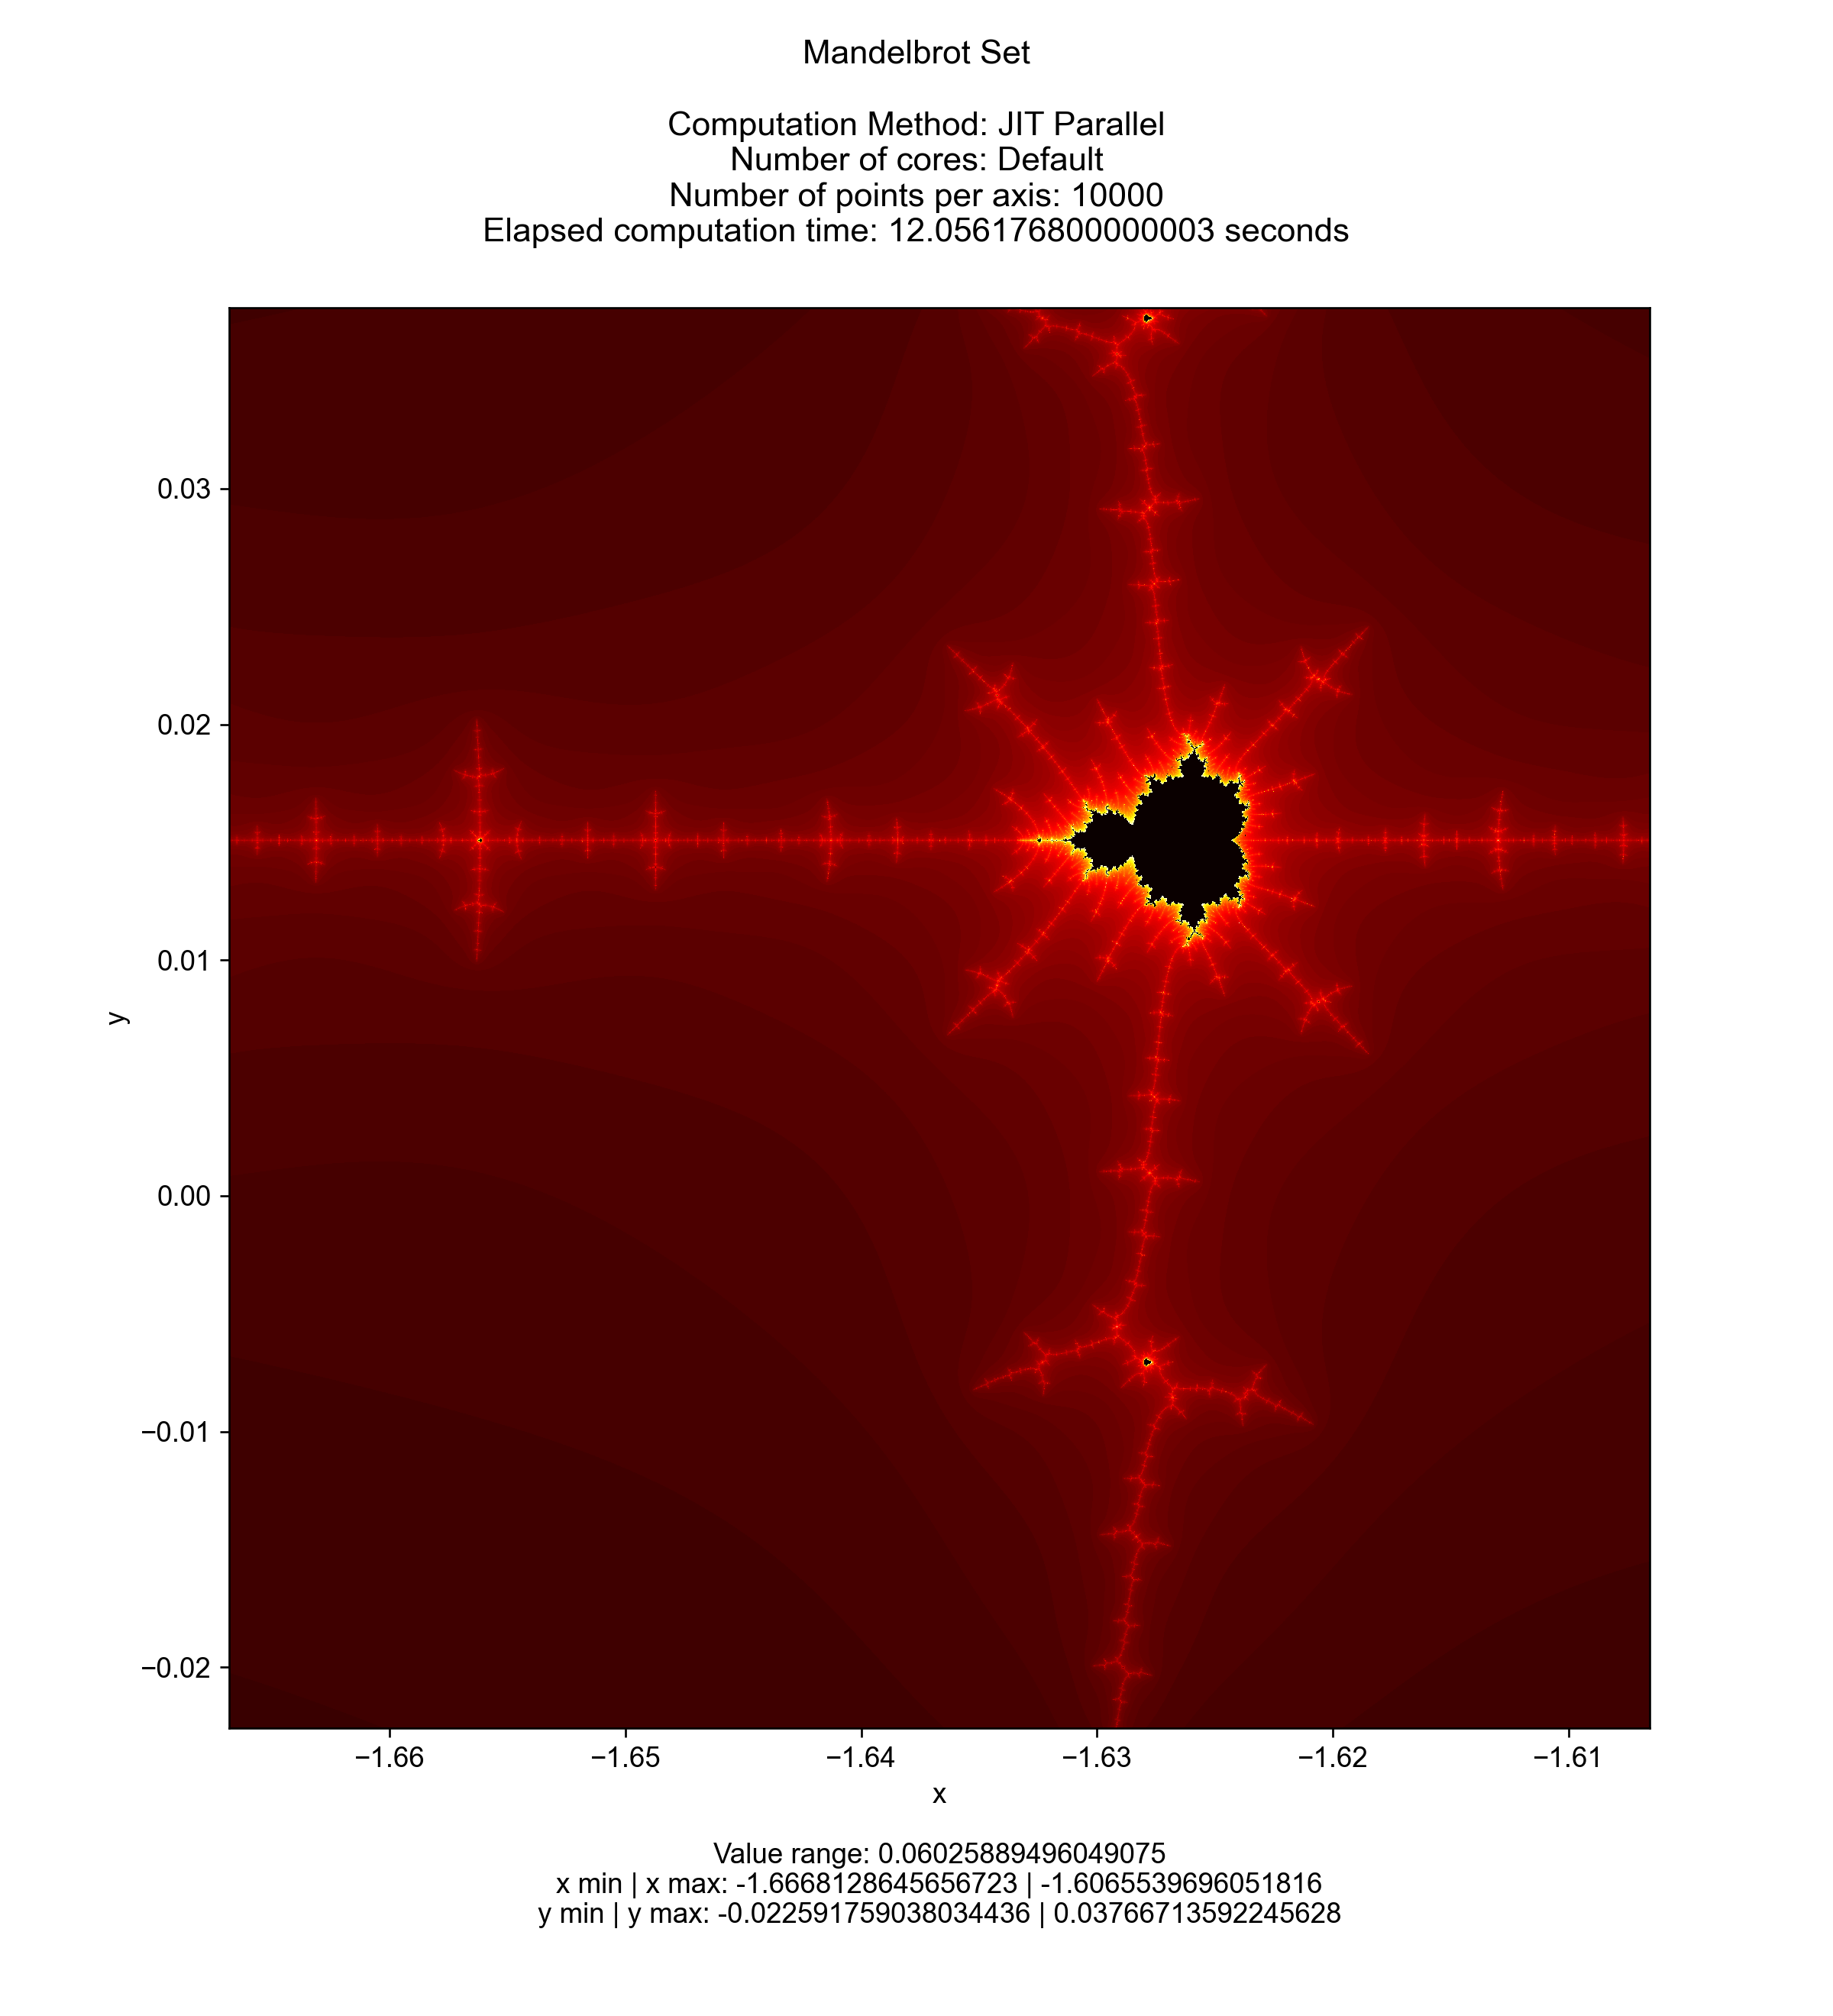 Mandelbrot Set
Computation Method: JIT Parallel
Number of cores: Default
Number of points per axis: 10000
Elapsed computation time: 12.056176800000003 seconds
0.03
0.02
0.01
y
0.00
−0.01
−0.02
−1.66 −1.65 −1.64 −1.63 −1.62 −1.61
x
Value range: 0.06025889496049075
x min | x max: -1.6668128645656723 | -1.6065539696051816
y min | y max: -0.022591759038034436 | 0.03766713592245628